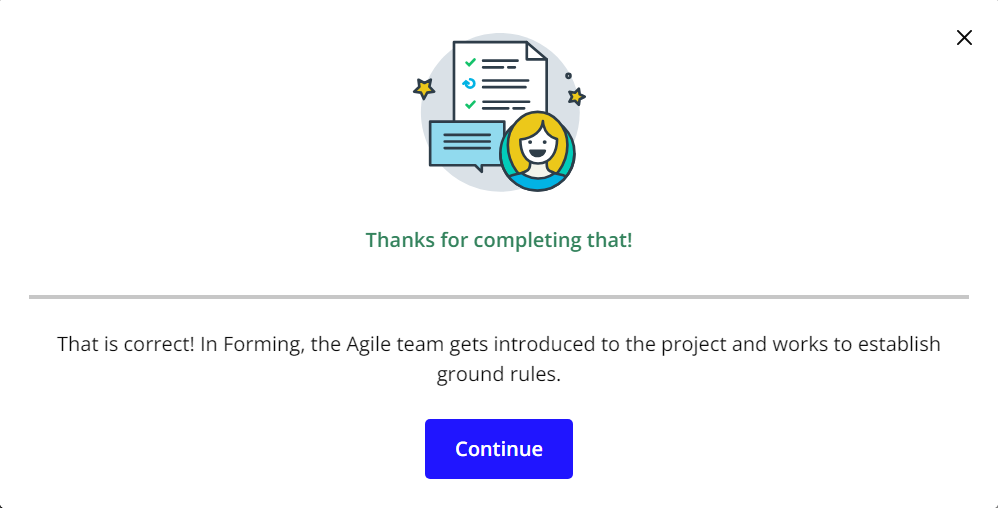 Thanks for completing that!
That is correct! In Forming, the Agile team gets introduced to the project and works to establish
ground rules.
Continue